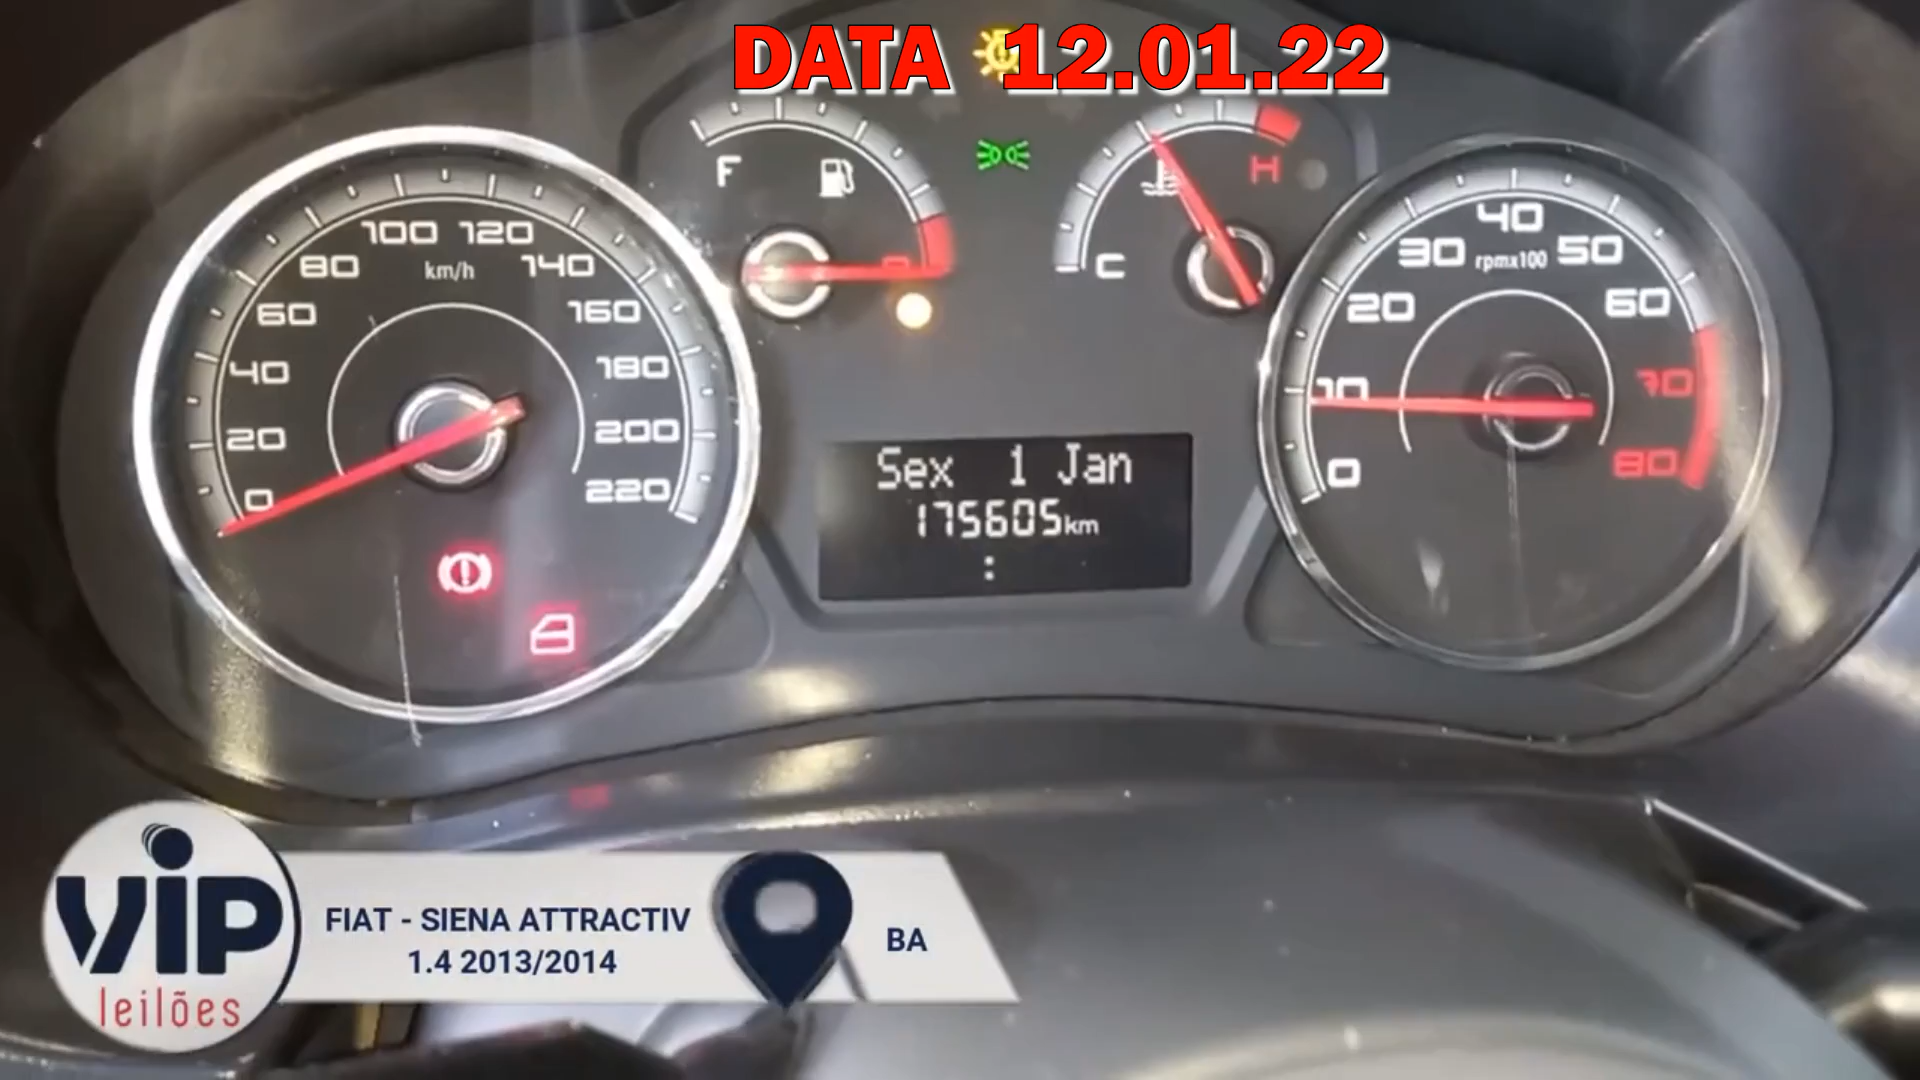 DATA 12.01.22
F
C
H
100 120
80
km/h
140
60
160
40
180
20
200
0
220
40
30
rpmx100
50
20
60
10
70
0
80
Sex 1 Jan
175605km
:
VIP
leilões
FIAT - SIENA ATTRACTIV
1.4 2013/2014
BA